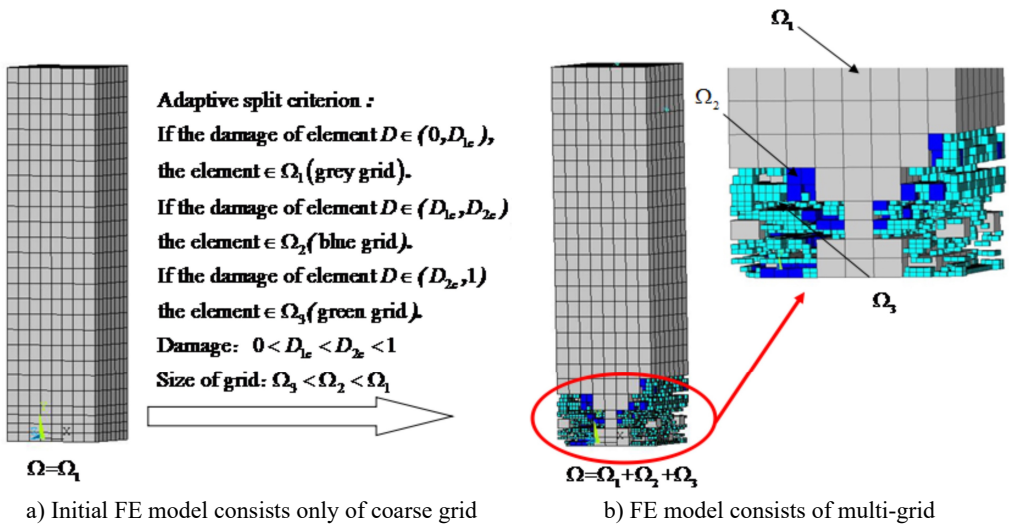 Adaptive split criterion :
If the damage of element D ∈ (0, D₁c),
the element ∈ Ω₁(grey grid).
If the damage of element D ∈ (D₁c, D₂c)
the element ∈ Ω₂(blue grid).
If the damage of element D ∈ (D₂c, 1)
the element ∈ Ω₃(green grid).
Damage: 0 < D₁c < D₂c < 1
Size of grid: Ω₃ < Ω₂ < Ω₁
Ω=Ω₁
X
a) Initial FE model consists only of coarse grid
Ω₁
Ω₂
Ω₃
X
Ω=Ω₁+Ω₂+Ω₃
b) FE model consists of multi-grid